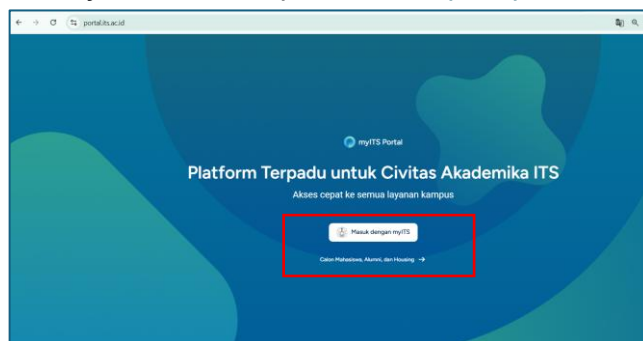 portal.its.ac.id
myITS Portal
Platform Terpadu untuk Civitas Akademika ITS
Akses cepat ke semua layanan kampus
Masuk dengan myITS
Calon Mahasiswa, Alumni, dan Housing →